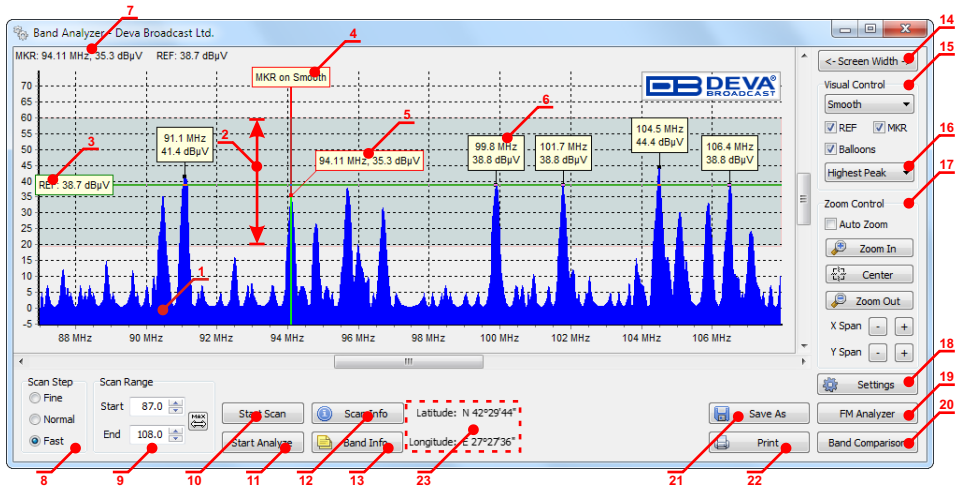 7
4
14
Band Analyzer - Deva Broadcast Ltd.
15
MKR: 94.11 MHz, 35.3 dBµV REF: 38.7 dBµV
<- Screen Width ->
MKR on Smooth
DEVA
BROADCAST
Visual Control
Smooth
REF MKR
Balloons
Highest Peak
16
17
Zoom Control
Auto Zoom
Zoom In
Center
Zoom Out
X Span - +
Y Span - +
70
65
60
55
50
45
40
35
30
25
20
15
10
5
0
-5
3
2
5
6
1
91.1 MHz
41.4 dBµV
94.11 MHz, 35.3 dBµV
99.8 MHz
38.8 dBµV
101.7 MHz
38.8 dBµV
104.5 MHz
44.4 dBµV
106.4 MHz
38.8 dBµV
REF: 38.7 dBµV
88 MHz 90 MHz 92 MHz 94 MHz 96 MHz 98 MHz 100 MHz 102 MHz 104 MHz 106 MHz
18
Settings
19
FM Analyzer
20
Band Comparison
Scan Step
Fine
Normal
Fast
Scan Range
Start 87.0
End 108.0
Max
Start Scan
Start Analyze
Scan Info
Band Info
Latitude: N 42°29'44"
Longitude: E 27°27'36"
Save As
Print
8 9 10 11 12 13 23 21 22